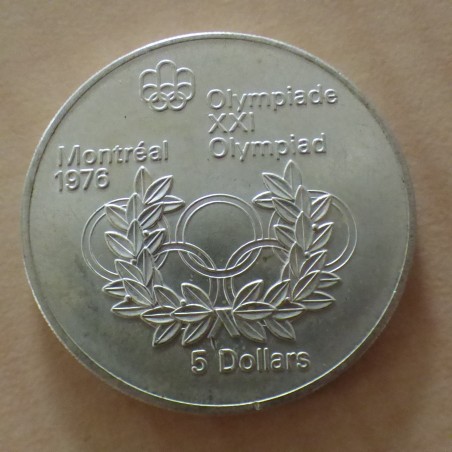 Olympiade
XXI
Olympiad
Montréal
1976
5 Dollars